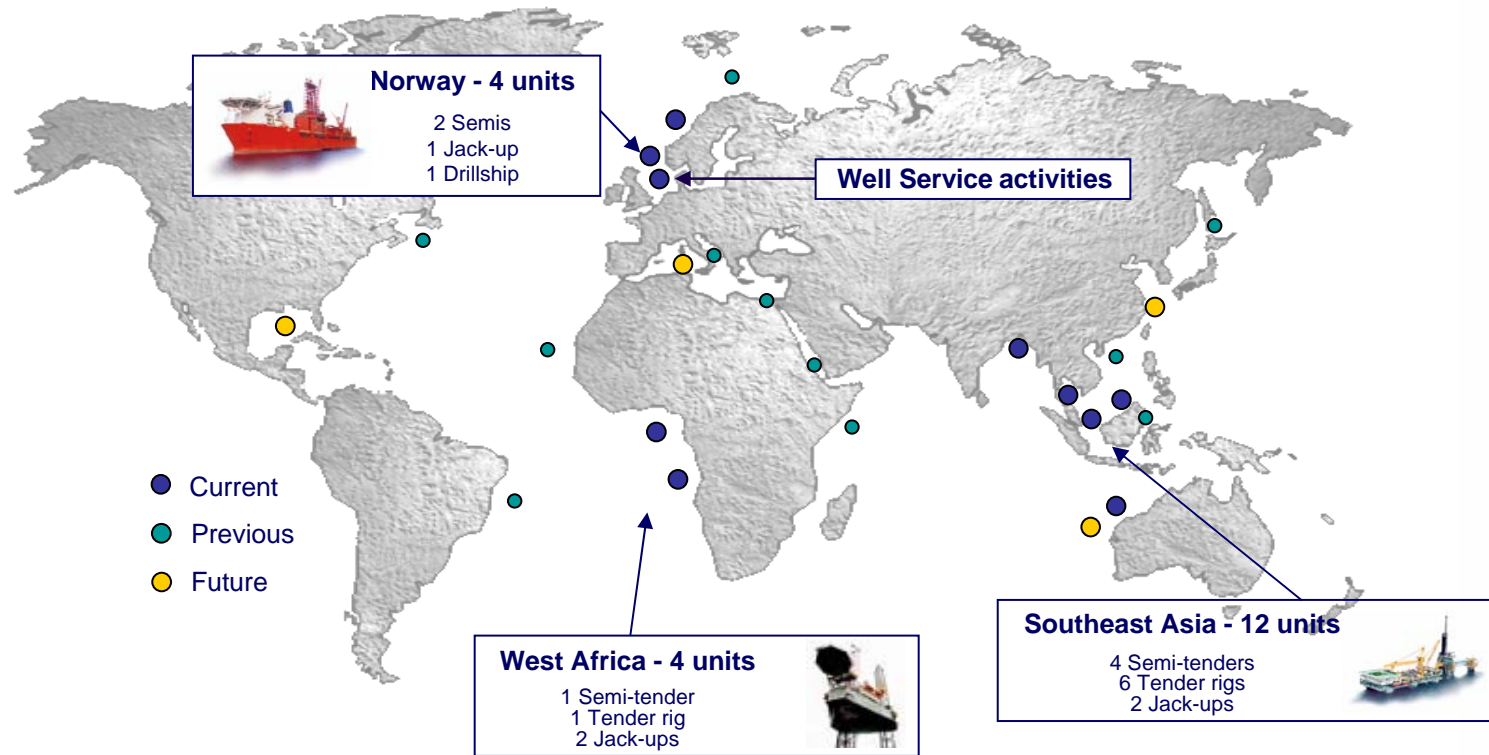 Norway - 4 units
2 Semis
1 Jack-up
1 Drillship
Well Service activities
Current
Previous
Future
West Africa - 4 units
1 Semi-tender
1 Tender rig
2 Jack-ups
Southeast Asia - 12 units
4 Semi-tenders
6 Tender rigs
2 Jack-ups